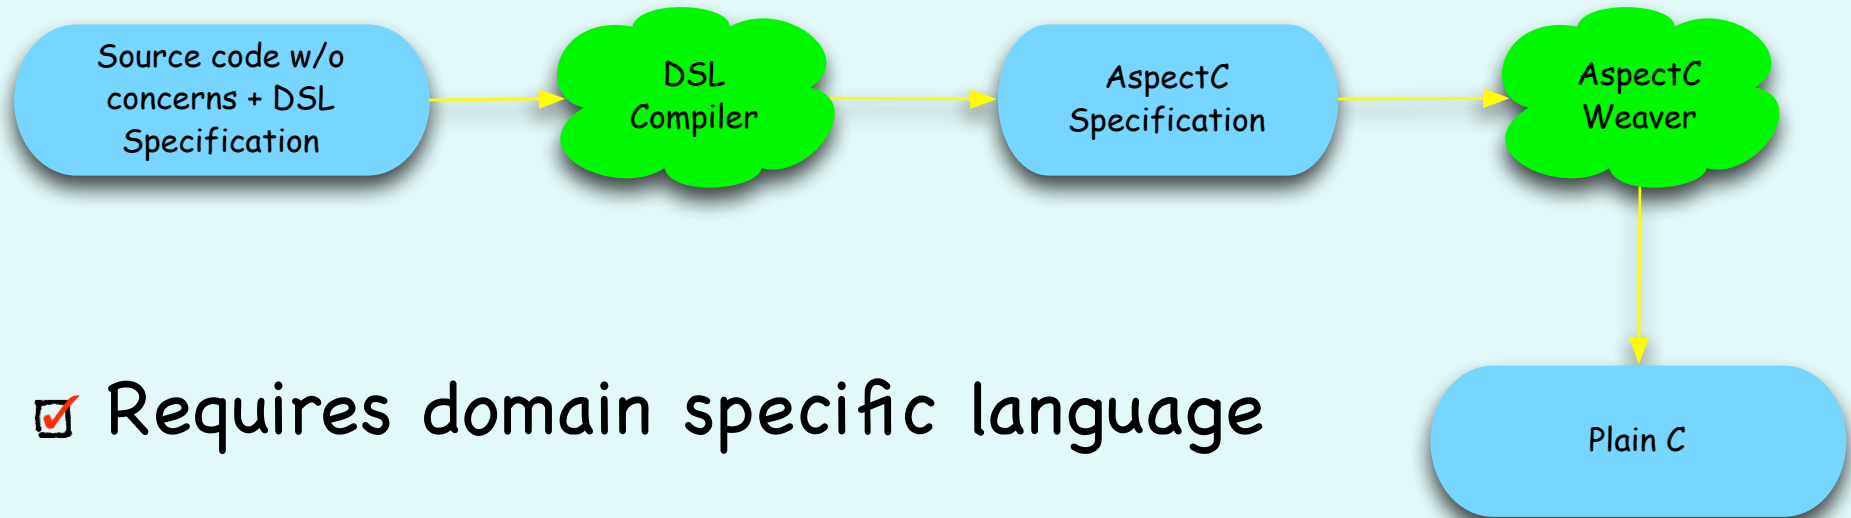 Source code w/o
concerns + DSL
Specification
DSL
Compiler
AspectC
Specification
AspectC
Weaver
Requires domain specific language
Plain C